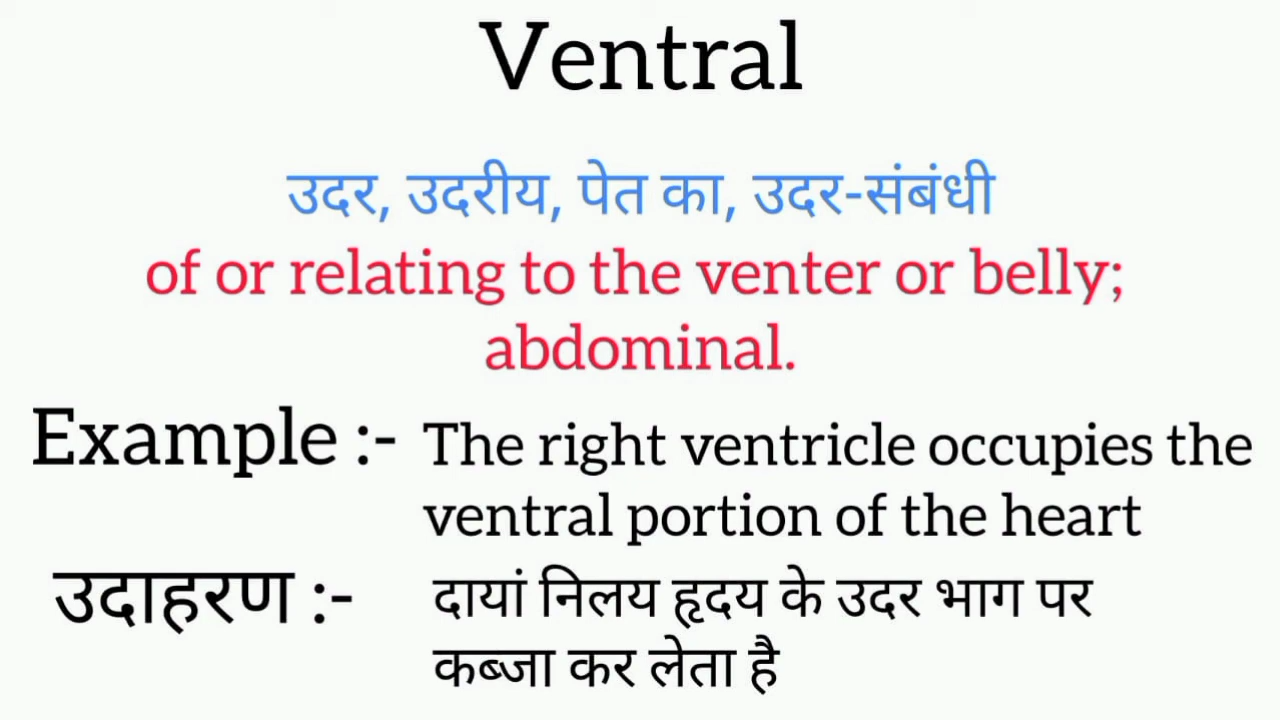 Ventral
उदर, उदरीय, पेत का, उदर-संबंधी
of or relating to the venter or belly;
abdominal.
Example :- The right ventricle occupies the
ventral portion of the heart
उदाहरण :- दायां निलय हृदय के उदर भाग पर
कब्जा कर लेता है